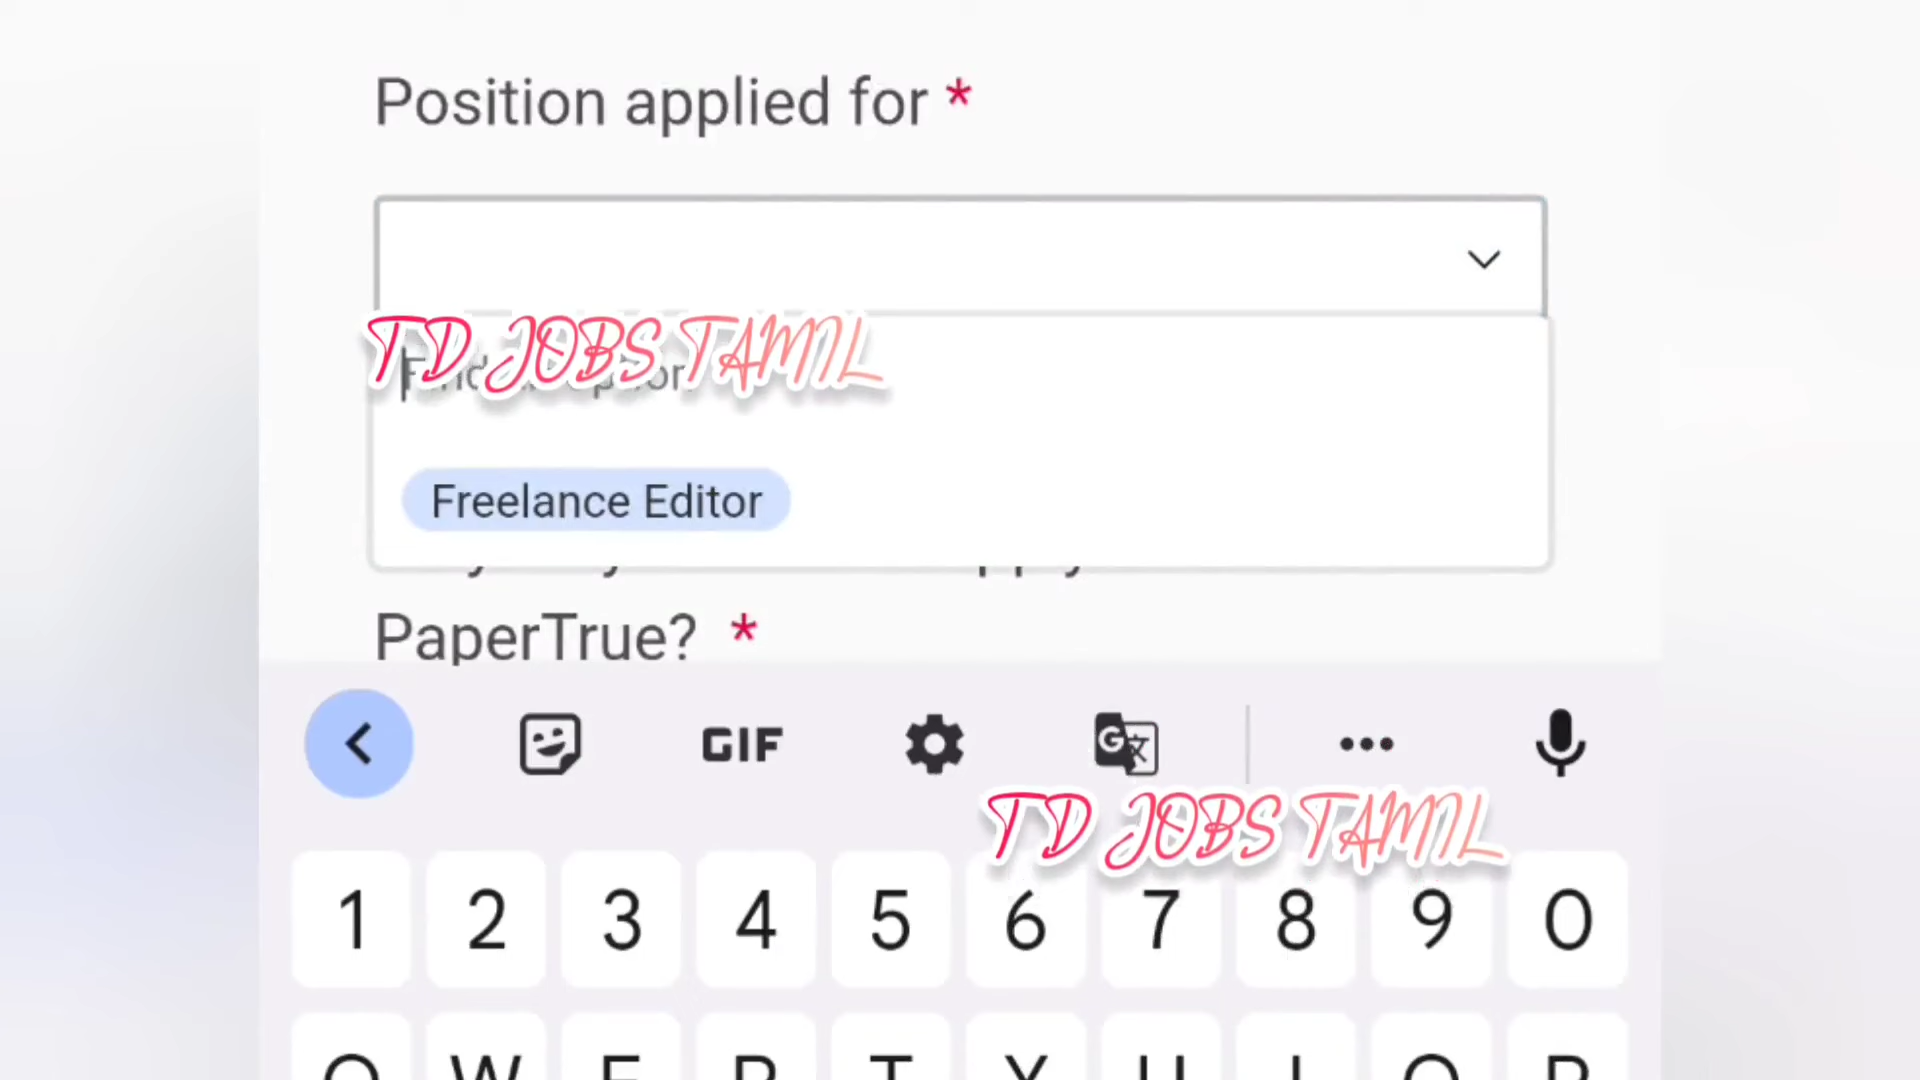 Position applied for *
TD JOBS TAMIL
Freelance Editor
PaperTrue? *
GIF
G
TD JOBS TAMIL
1 2 3 4 5 6 7 8 9 0
Q W E R T Y U I O P